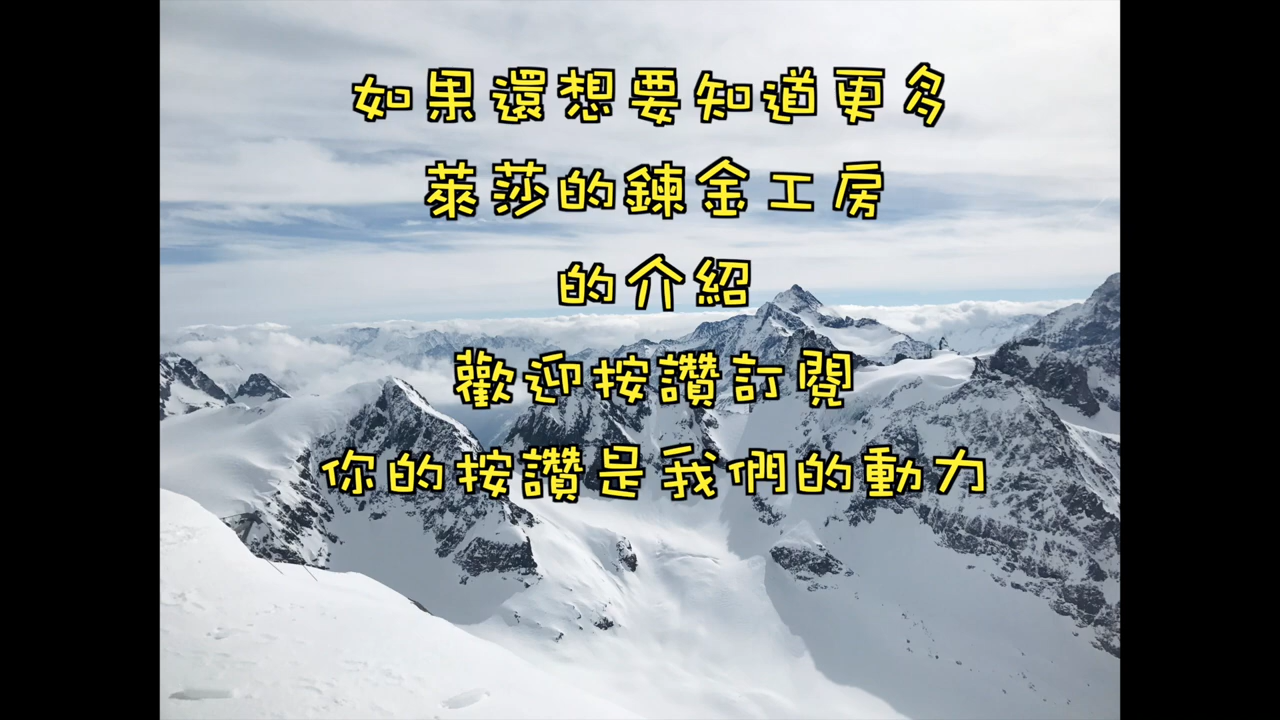 如果還想要知道更多
萊莎的鍊金工房
的介紹
歡迎按讚訂閱
你的按讚是我們的動力